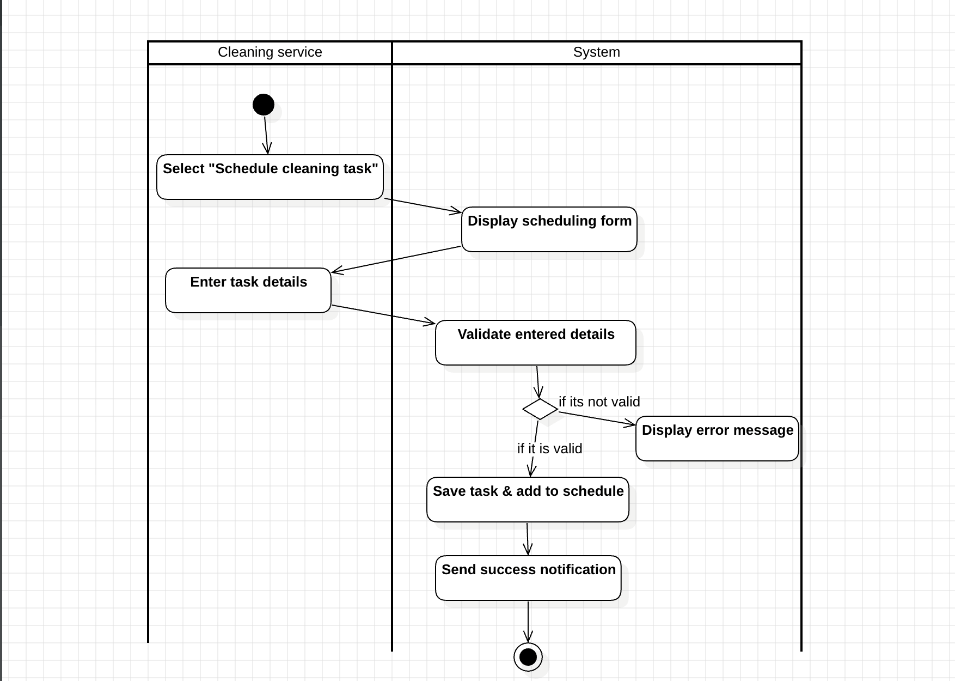 Cleaning service
System
Select "Schedule cleaning task"
Display scheduling form
Enter task details
Validate entered details
if its not valid
Display error message
if it is valid
Save task & add to schedule
Send success notification